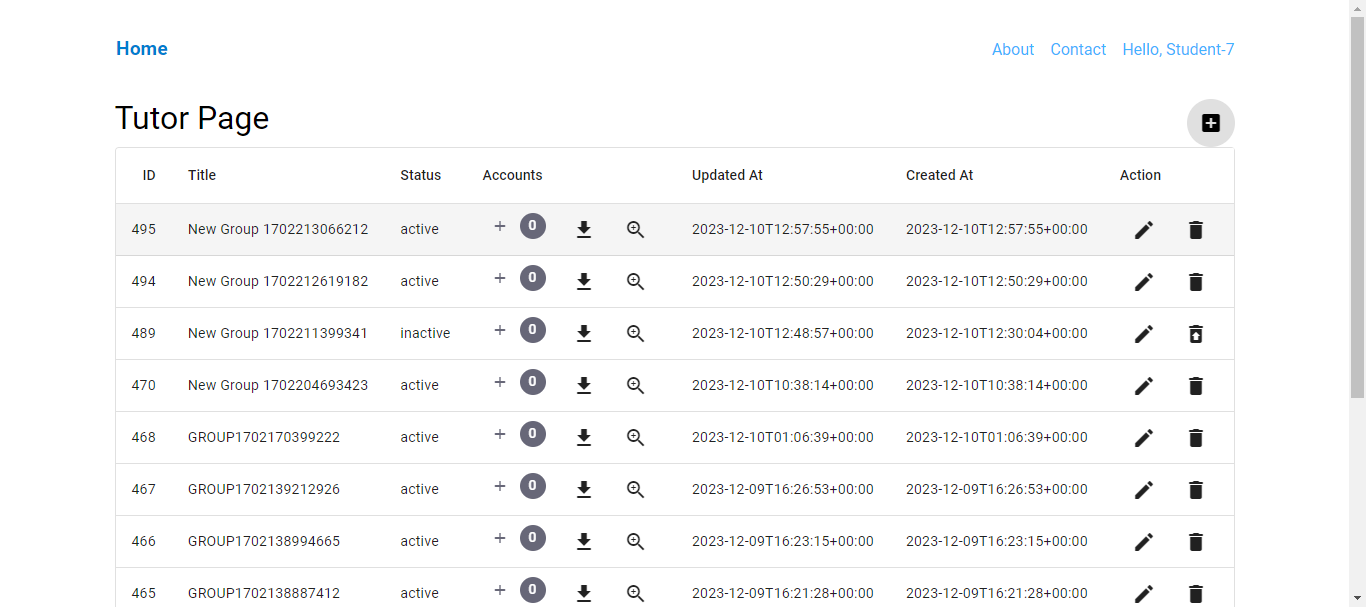 Home About Contact Hello, Student-7
Tutor Page
ID Title Status Accounts Updated At Created At Action
495 New Group 1702213066212 active + 0 2023-12-10T12:57:55+00:00 2023-12-10T12:57:55+00:00
494 New Group 1702212619182 active + 0 2023-12-10T12:50:29+00:00 2023-12-10T12:50:29+00:00
489 New Group 1702211399341 inactive + 0 2023-12-10T12:48:57+00:00 2023-12-10T12:30:04+00:00
470 New Group 1702204693423 active + 0 2023-12-10T10:38:14+00:00 2023-12-10T10:38:14+00:00
468 GROUP1702170399222 active + 0 2023-12-10T01:06:39+00:00 2023-12-10T01:06:39+00:00
467 GROUP1702139212926 active + 0 2023-12-09T16:26:53+00:00 2023-12-09T16:26:53+00:00
466 GROUP1702138994665 active + 0 2023-12-09T16:23:15+00:00 2023-12-09T16:23:15+00:00
465 GROUP1702138887412 active + 0 2023-12-09T16:21:28+00:00 2023-12-09T16:21:28+00:00